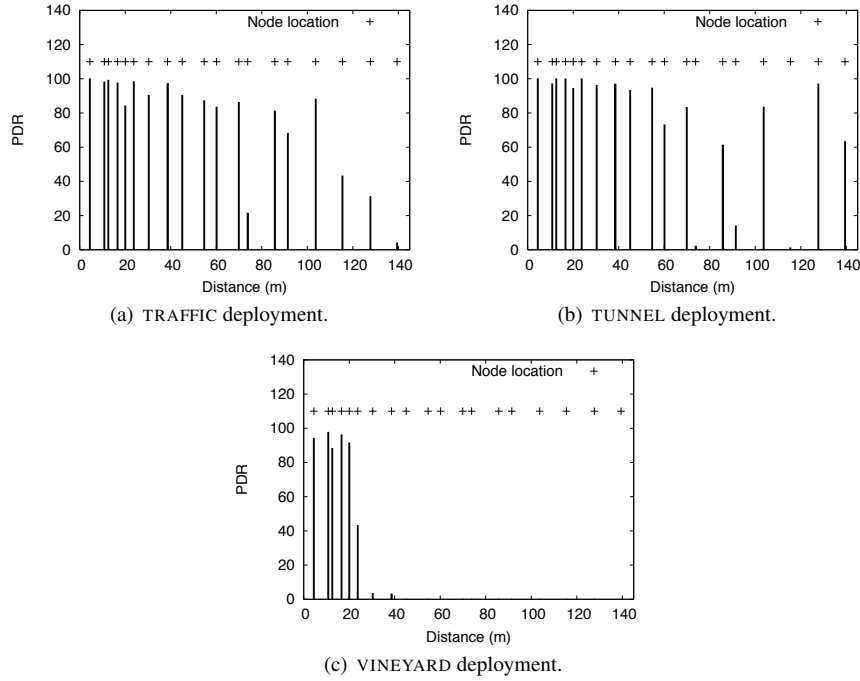 140
120
100
80
60
40
20
0
PDR
Node location
0 20 40 60 80 100 120 140
Distance (m)
(a) TRAFFIC deployment.
140
120
100
80
60
40
20
0
PDR
Node location
0 20 40 60 80 100 120 140
Distance (m)
(b) TUNNEL deployment.
140
120
100
80
60
40
20
0
PDR
Node location
0 20 40 60 80 100 120 140
Distance (m)
(c) VINEYARD deployment.